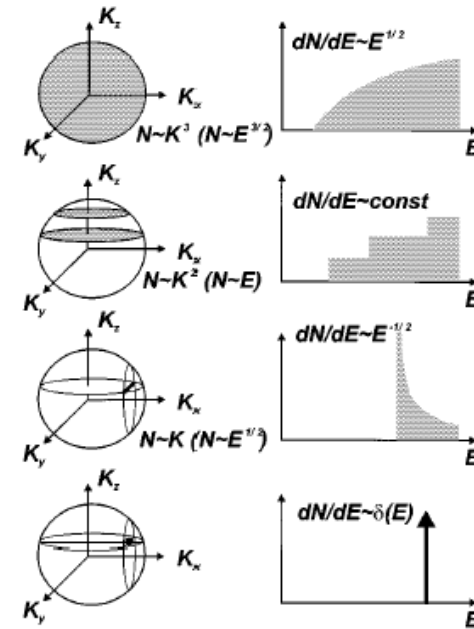 K_z
dN/dE~E^{1/2}
K_x
K_y
N~K^3 (N~E^{3/2})
E
K_z
dN/dE~const
K_x
K_y
N~K^2 (N~E)
E
K_z
dN/dE~E^{-1/2}
K_x
K_y
N~K (N~E^{1/2})
E
K_z
dN/dE~δ(E)
K_x
K_y
E